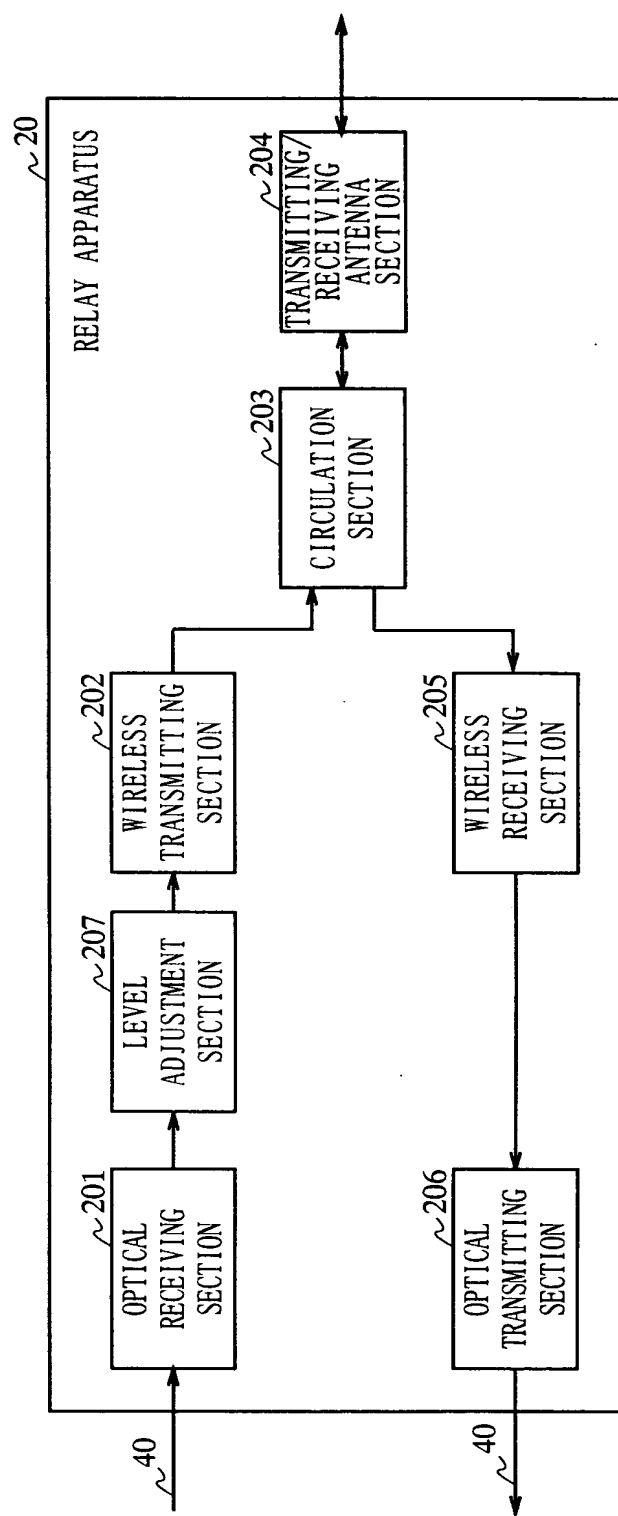 20
RELAY APPARATUS
40
201
OPTICAL
RECEIVING
SECTION
207
LEVEL
ADJUSTMENT
SECTION
202
WIRELESS
TRANSMITTING
SECTION
203
CIRCULATION
SECTION
204
TRANSMITTING/
RECEIVING
ANTENNA
SECTION
205
WIRELESS
RECEIVING
SECTION
206
OPTICAL
TRANSMITTING
SECTION
40